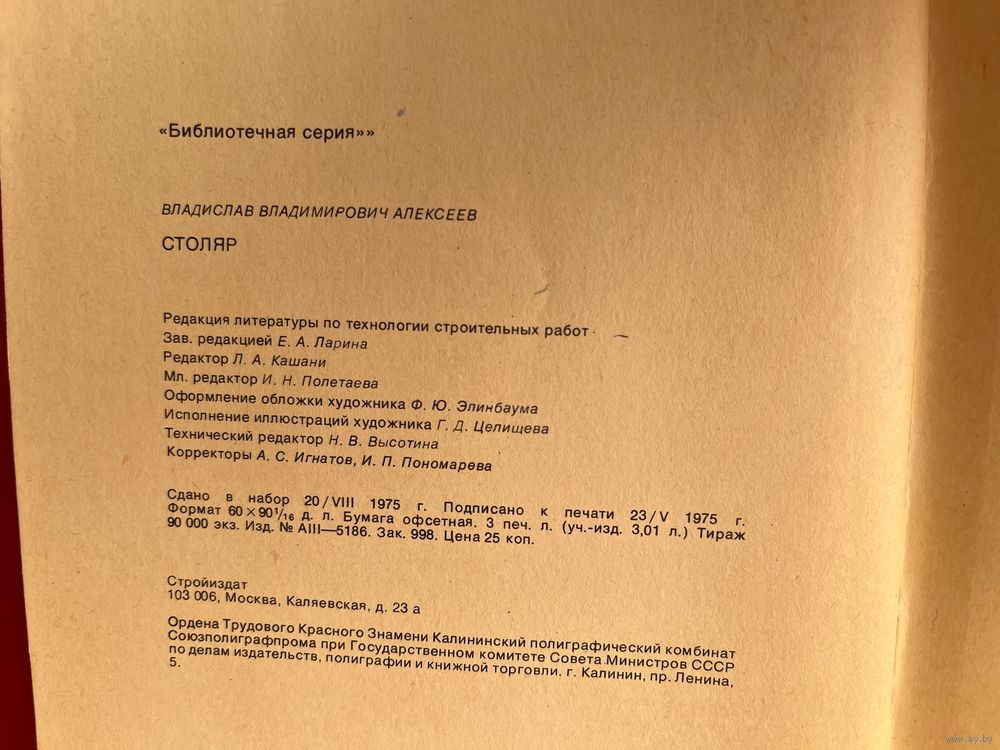 «Библиотечная серия»»
ВЛАДИСЛАВ ВЛАДИМИРОВИЧ АЛЕКСЕЕВ
СТОЛЯР
Редакция литературы по технологии строительных работ
Зав. редакцией Е. А. Ларина
Редактор Л. А. Кашани
Мл. редактор И. Н. Полетаева
Оформление обложки художника Ф. Ю. Элинбаума
Исполнение иллюстраций художника Г. Д. Целищева
Технический редактор Н. В. Высотина
Корректоры А. С. Игнатов, И. П. Пономарева
Сдано в набор 20/VIII 1975 г. Подписано к печати 23/V 1975 г.
Формат 60×90¹/₁₆ д. л. Бумага офсетная. 3 печ. л. (уч.-изд. 3,01 л.) Тираж
90 000 экз. Изд. № АIII—5186. Зак. 998. Цена 25 коп.
Стройиздат
103 006, Москва, Каляевская, д. 23 а
Ордена Трудового Красного Знамени Калининский полиграфический комбинат
Союзполиграфпрома при Государственном комитете Совета Министров СССР
по делам издательств, полиграфии и книжной торговли. г. Калинин, пр. Ленина,
5.
www.ay.by